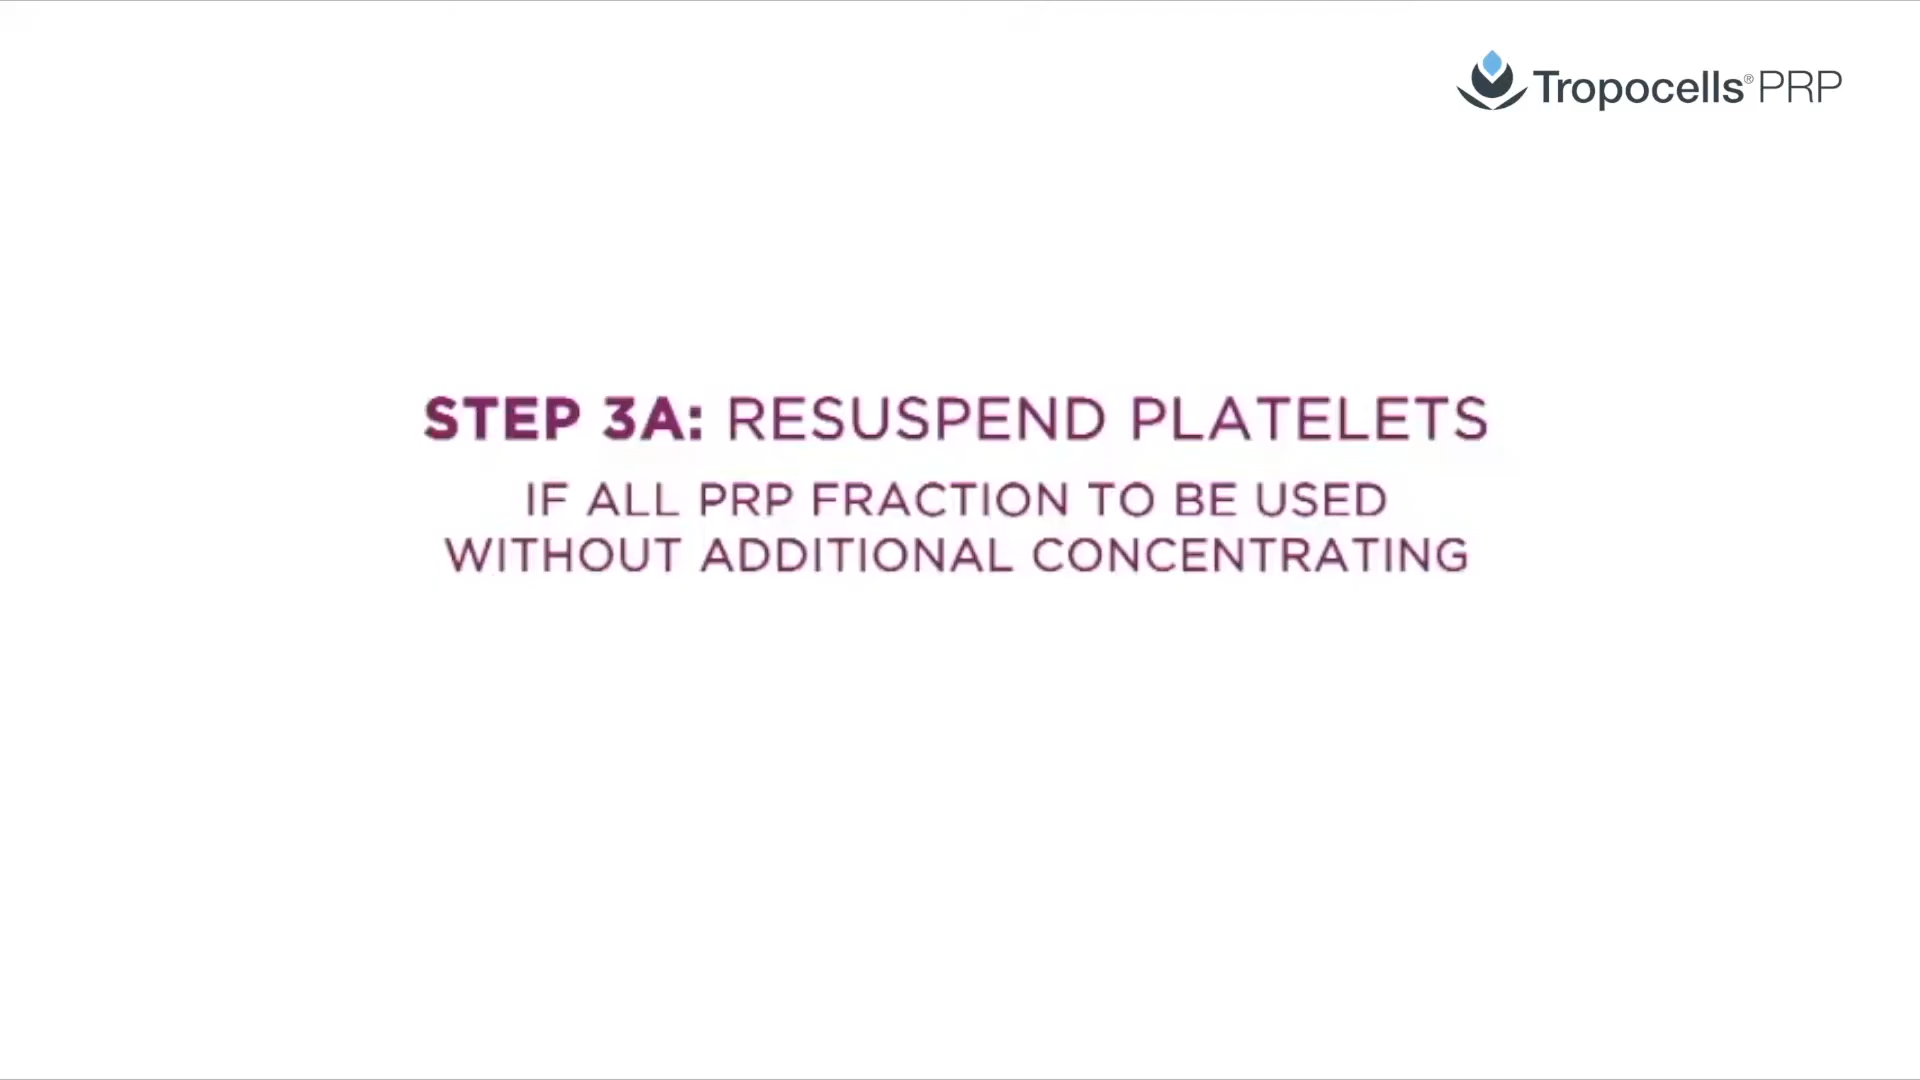 Tropocells® PRP
STEP 3A: RESUSPEND PLATELETS
IF ALL PRP FRACTION TO BE USED
WITHOUT ADDITIONAL CONCENTRATING